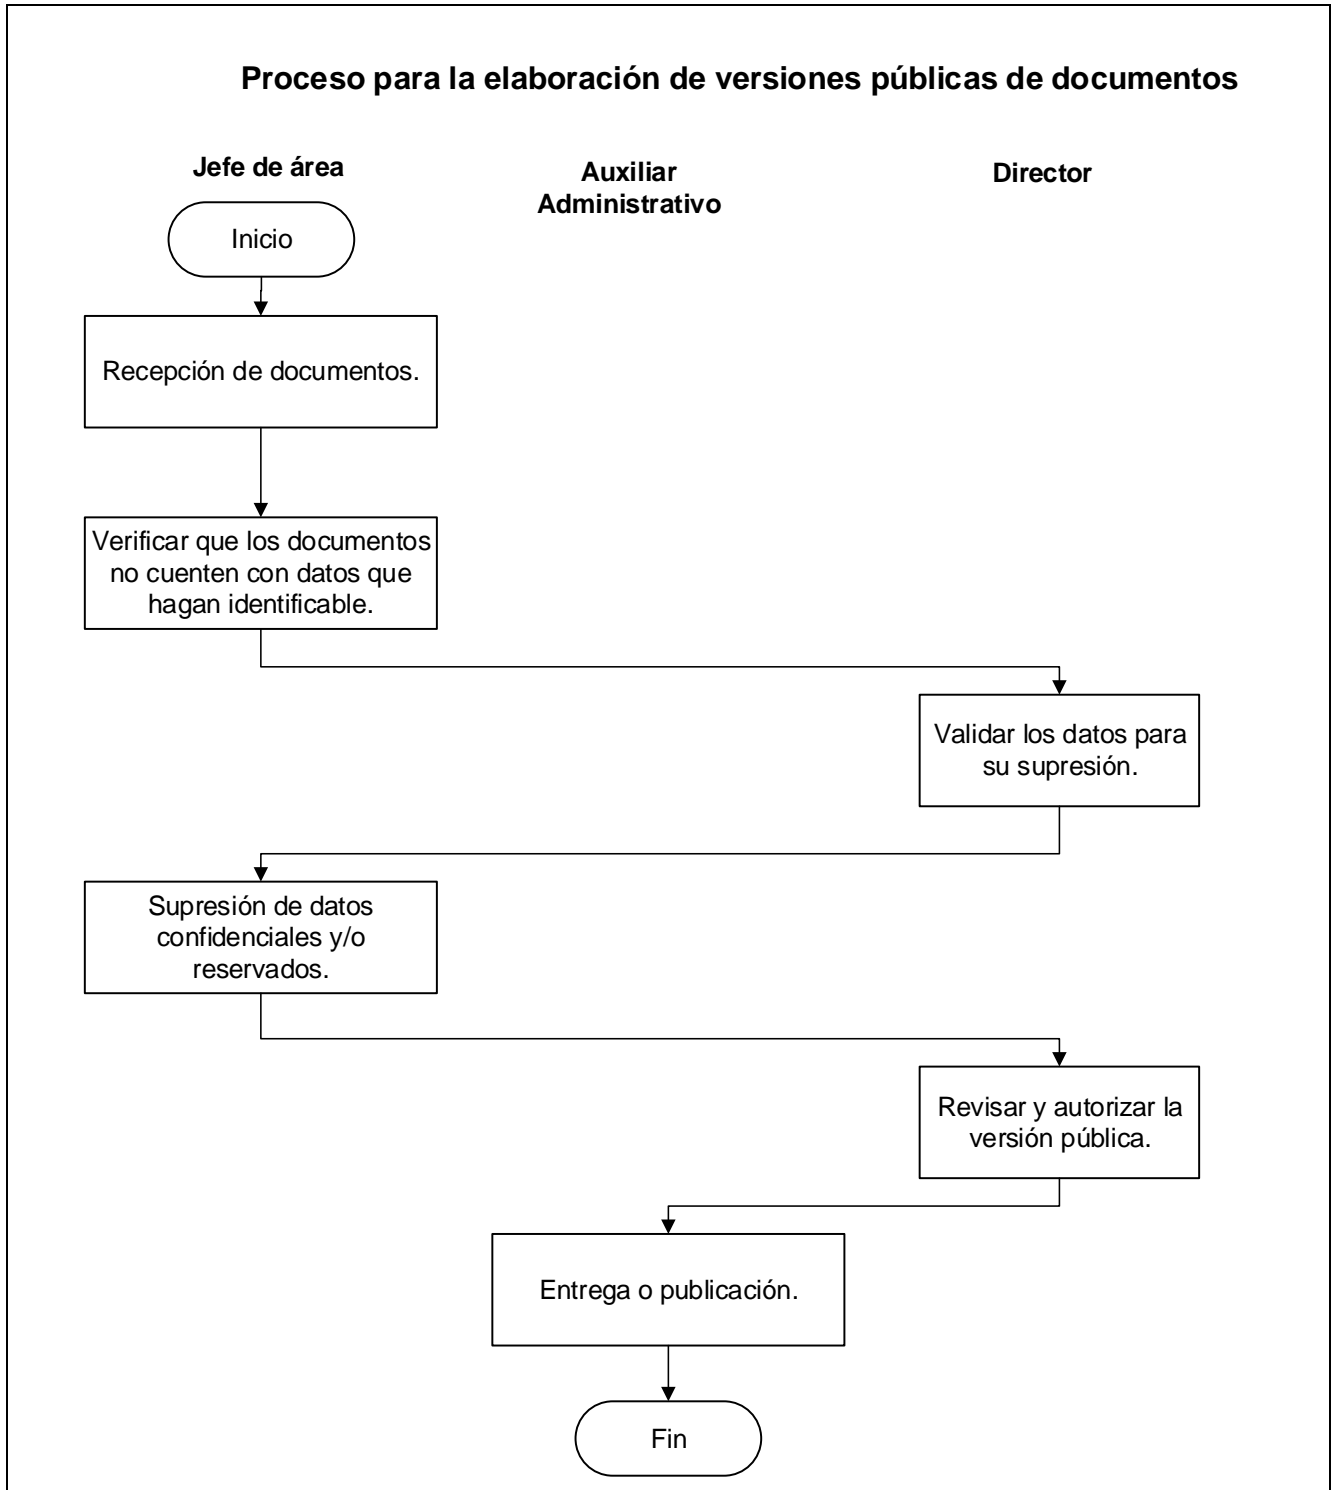 Proceso para la elaboración de versiones públicas de documentos
Jefe de área
Auxiliar
Administrativo
Director
Inicio
Recepción de documentos.
Verificar que los documentos
no cuenten con datos que
hagan identificable.
Validar los datos para
su supresión.
Supresión de datos
confidenciales y/o
reservados.
Revisar y autorizar la
versión pública.
Entrega o publicación.
Fin